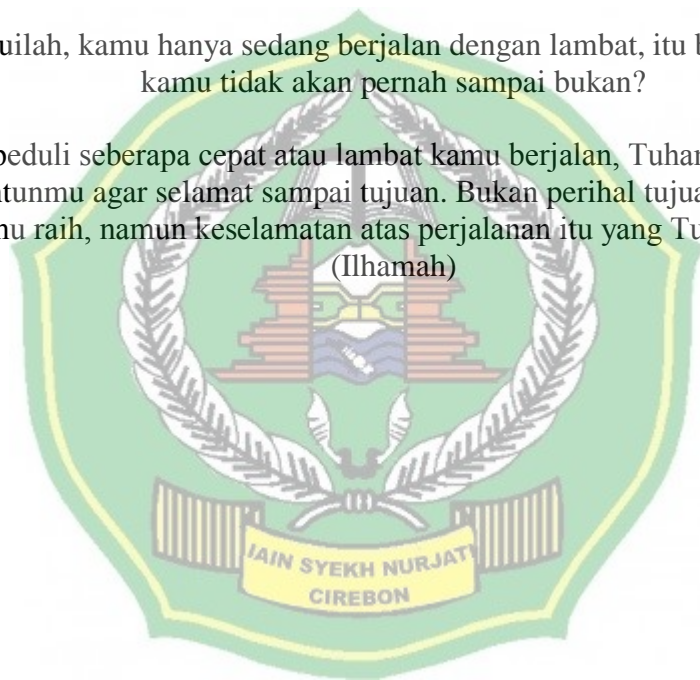 uilah, kamu hanya sedang berjalan dengan lambat, itu b
kamu tidak akan pernah sampai bukan?
peduli seberapa cepat atau lambat kamu berjalan, Tuhan
ntunmu agar selamat sampai tujuan. Bukan perihal tujua
nu raih, namun keselamatan atas perjalanan itu yang Tu
(Ilhamah)
IAIN SYEKH NURJATI
CIREBON